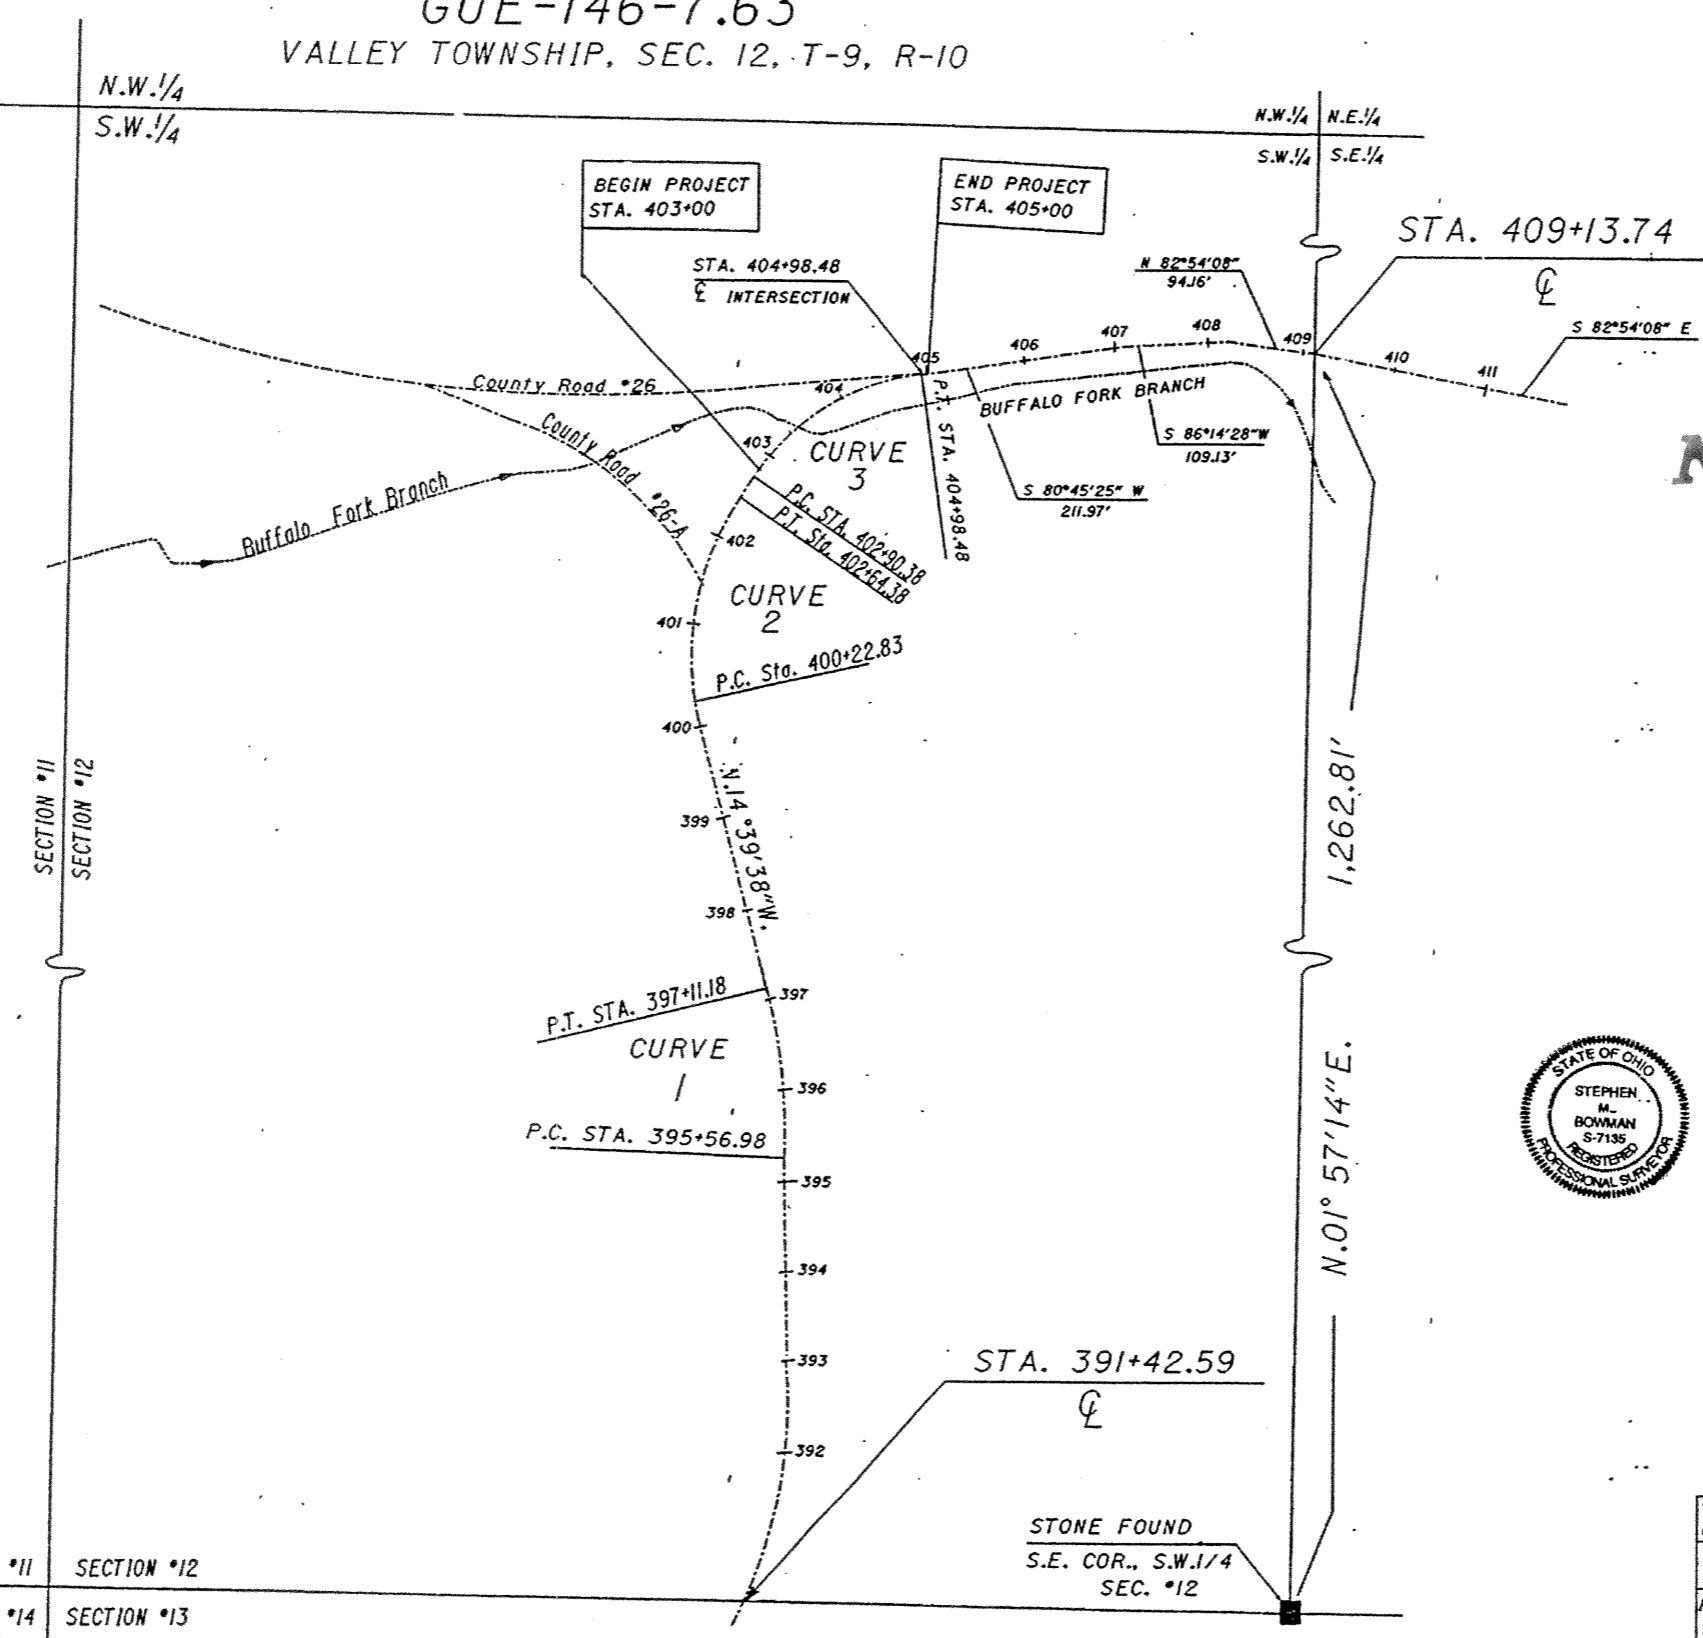 GUE-146-7.63
VALLEY TOWNSHIP, SEC. 12, T-9, R-10
N.W.1/4
S.W.1/4
N.W.1/4 N.E.1/4
S.W.1/4 S.E.1/4
BEGIN PROJECT
STA. 403+00
END PROJECT
STA. 405+00
STA. 409+13.74
℄
STA. 404+98.48
℄ INTERSECTION
N 82°54'08"
94.16'
S 82°54'08" E
405
406
407
408
409
410
411
County Road #26
404
P.T. STA. 404+98.48
BUFFALO FORK BRANCH
County Road #26-A
403
CURVE
3
S 86°14'28"W
109.13'
S 80°45'25" W
211.97'
Buffalo Fork Branch
P.C. STA. 402+90.38
P.T. Sta. 402+64.38
402
CURVE
2
401
P.C. Sta. 400+22.83
400
SECTION #11
SECTION #12
N.14°39'38"W.
399
398
1,262.81'
P.T. STA. 397+11.18
397
CURVE
1
396
P.C. STA. 395+56.98
395
N.01° 57'14"E.
STATE OF OHIO
STEPHEN
M.
BOWMAN
S-7135
REGISTERED
PROFESSIONAL SURVEYOR
394
393
STA. 391+42.59
℄
392
STONE FOUND
S.E. COR., S.W.1/4
SEC. #12
#11 SECTION #12
#14 SECTION #13